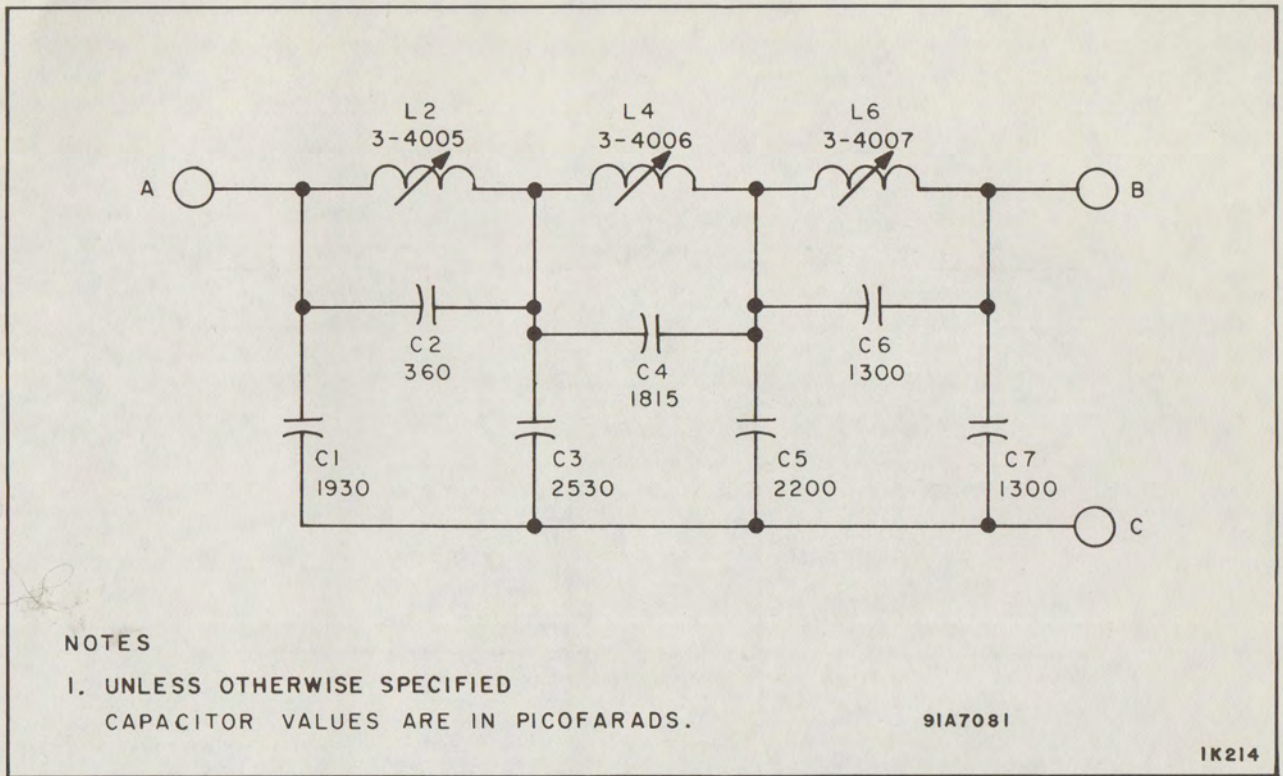 L2
3-4005
L4
3-4006
L6
3-4007
A
B
C2
360
C4
1815
C6
1300
C1
1930
C3
2530
C5
2200
C7
1300
C
NOTES
1. UNLESS OTHERWISE SPECIFIED
CAPACITOR VALUES ARE IN PICOFARADS.
91A7081
1K214